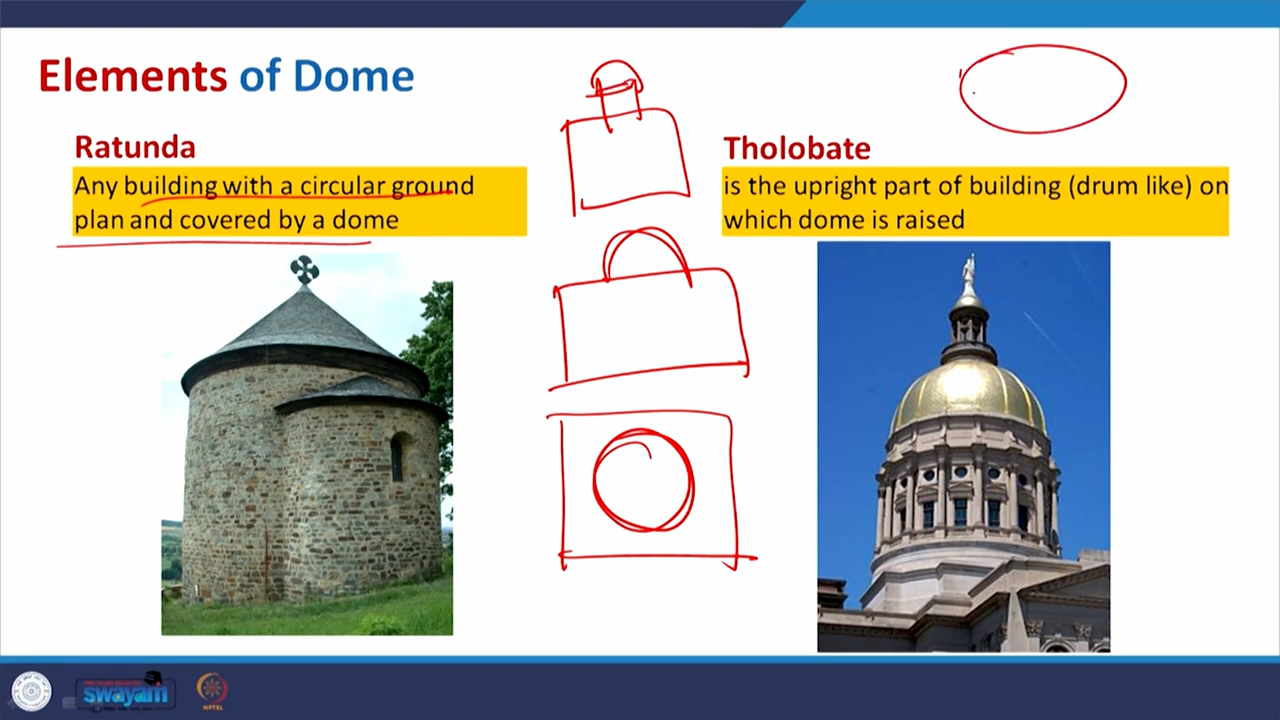 Elements of Dome
Ratunda
Any building with a circular ground
plan and covered by a dome
Tholobate
is the upright part of building (drum like) on
which dome is raised
swayam
NPTEL